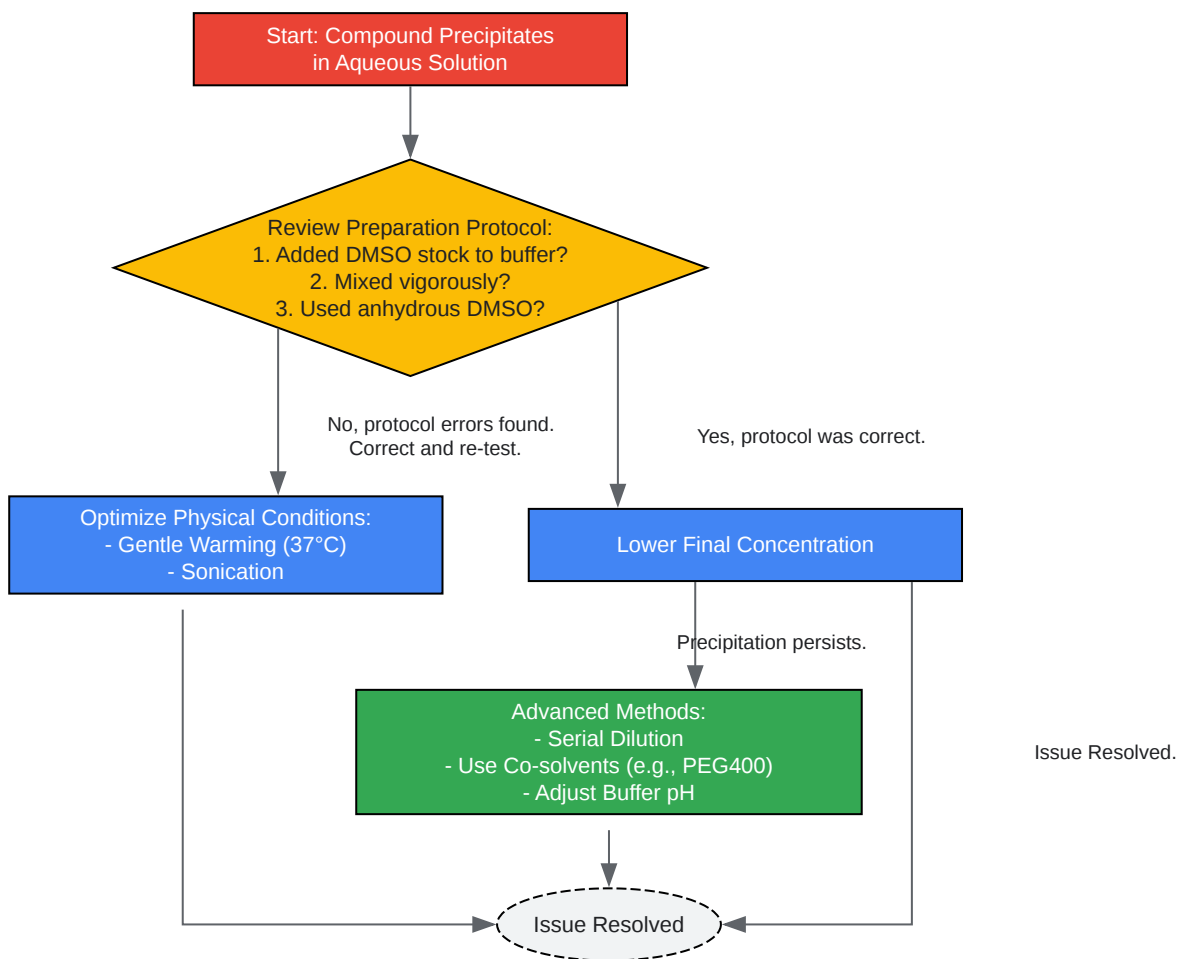 Start: Compound Precipitates
in Aqueous Solution
Review Preparation Protocol:
1. Added DMSO stock to buffer?
2. Mixed vigorously?
3. Used anhydrous DMSO?
No, protocol errors found.
Correct and re-test.
Yes, protocol was correct.
Optimize Physical Conditions:
- Gentle Warming (37°C)
- Sonication
Lower Final Concentration
Precipitation persists.
Advanced Methods:
- Serial Dilution
- Use Co-solvents (e.g., PEG400)
- Adjust Buffer pH
Issue Resolved.
Issue Resolved